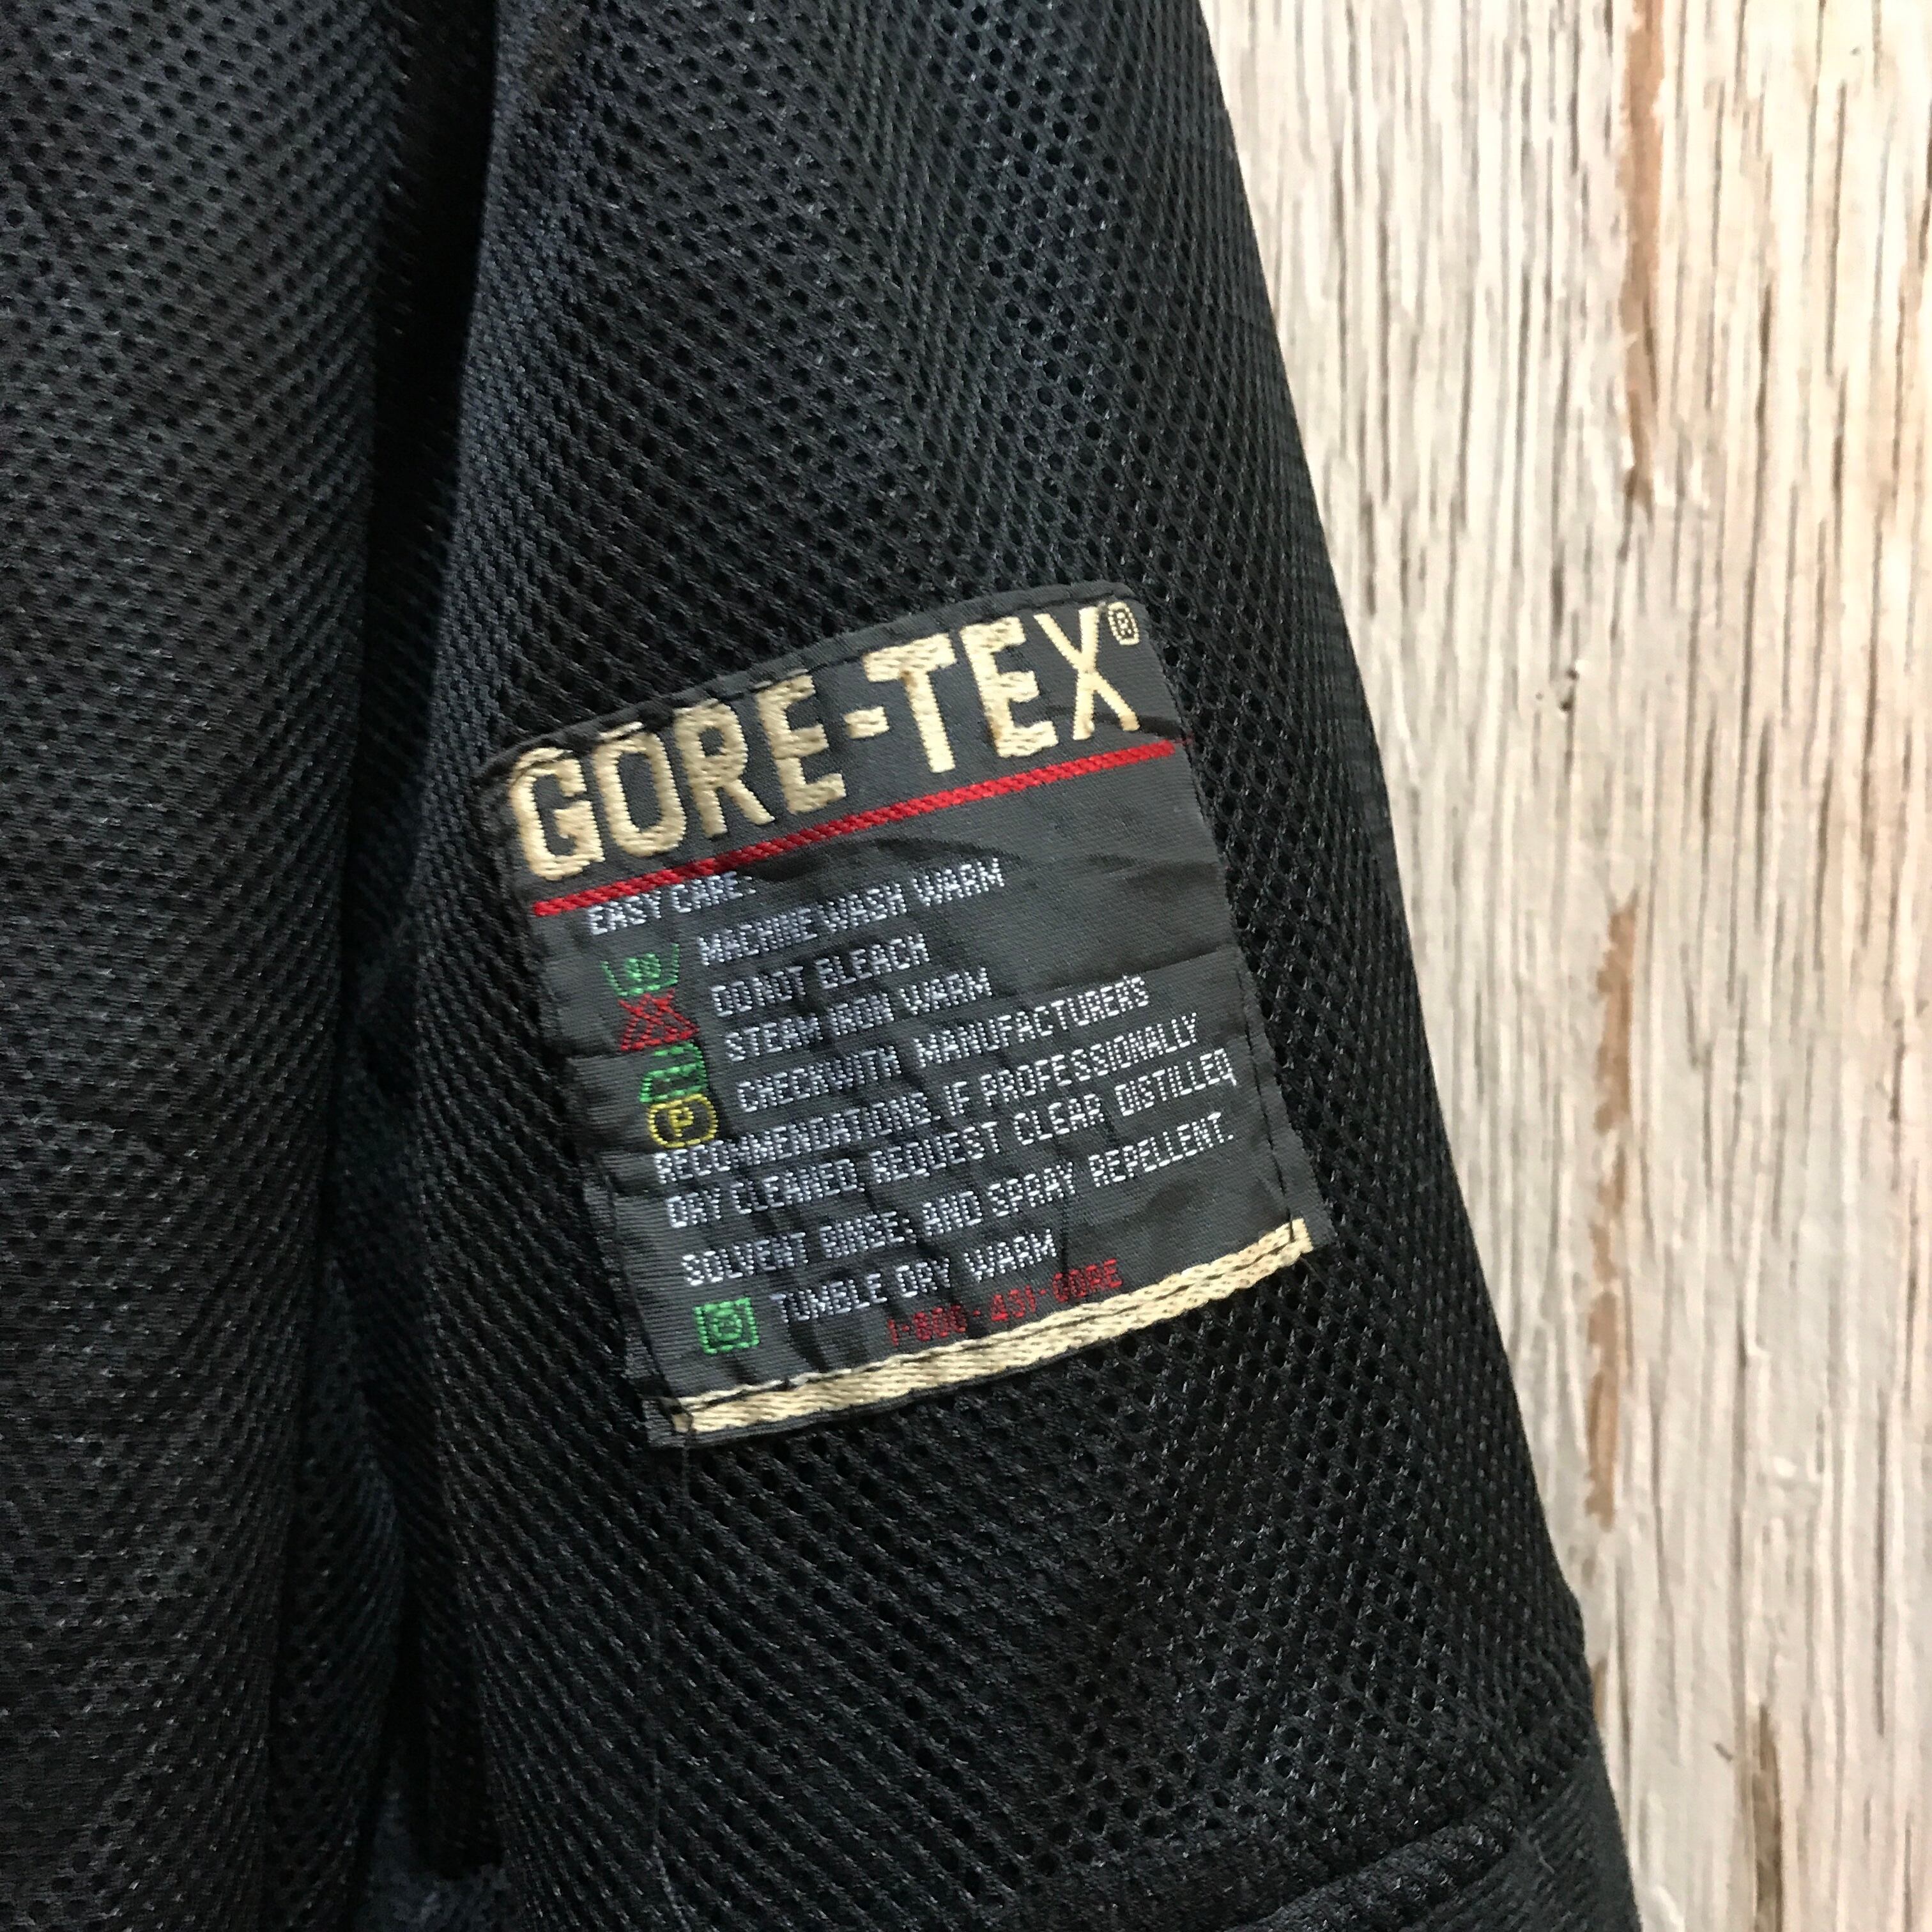 GORE-TEX®
EASY CARE:
MACHINE WASH WARM
DO NOT BLEACH
STEAM IRON WARM
P CHECK WITH MANUFACTURER'S
RECOMMENDATIONS IF PROFESSIONALLY
DRY CLEANED REQUEST CLEAR, DISTILLED
SOLVENT RINSE; AND SPRAY REPELLENT.
TUMBLE DRY WARM
1-800-431-GORE